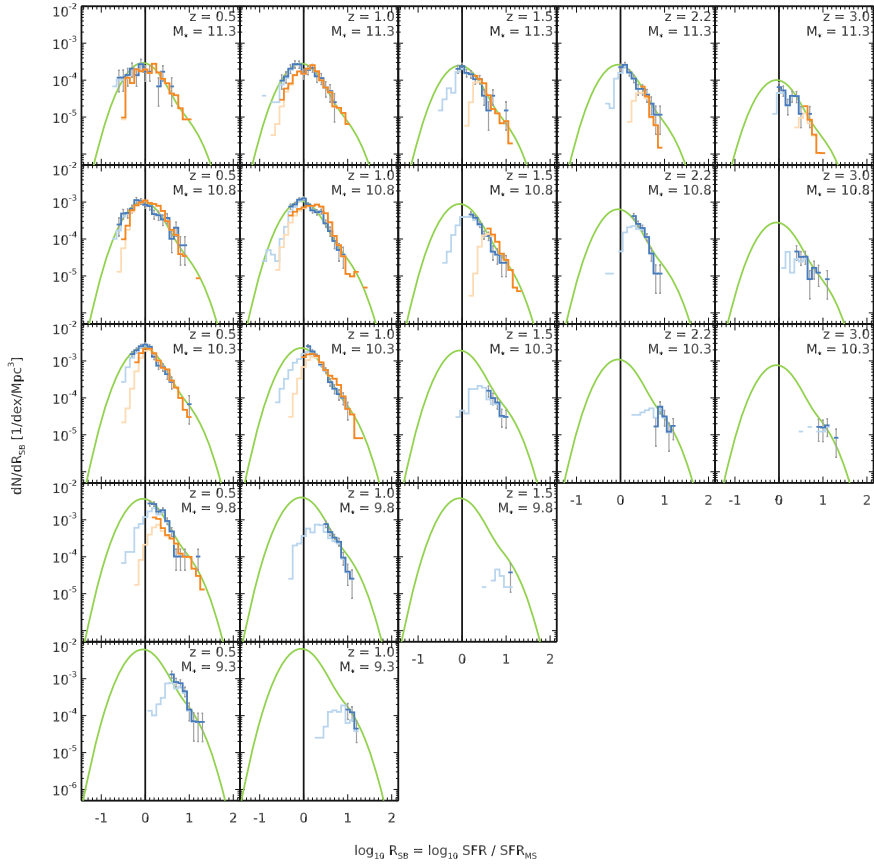 10⁻² z = 0.5 z = 1.0 z = 1.5 z = 2.2 z = 3.0
M⋆ = 11.3 M⋆ = 11.3 M⋆ = 11.3 M⋆ = 11.3 M⋆ = 11.3
10⁻³
10⁻⁴
10⁻⁵
10⁻² z = 0.5 z = 1.0 z = 1.5 z = 2.2 z = 3.0
M⋆ = 10.8 M⋆ = 10.8 M⋆ = 10.8 M⋆ = 10.8 M⋆ = 10.8
10⁻³
10⁻⁴
10⁻⁵
10⁻² z = 0.5 z = 1.0 z = 1.5 z = 2.2 z = 3.0
M⋆ = 10.3 M⋆ = 10.3 M⋆ = 10.3 M⋆ = 10.3 M⋆ = 10.3
10⁻³
10⁻⁴
10⁻⁵
dN/dR_SB [1/dex/Mpc³]
-1 0 1 2 -1 0 1 2
10⁻² z = 0.5 z = 1.0 z = 1.5
M⋆ = 9.8 M⋆ = 9.8 M⋆ = 9.8
10⁻³
10⁻⁴
10⁻⁵
-1 0 1 2
10⁻² z = 0.5 z = 1.0
M⋆ = 9.3 M⋆ = 9.3
10⁻³
10⁻⁴
10⁻⁵
10⁻⁶
-1 0 1 2 -1 0 1 2
log₁₀ R_SB = log₁₀ SFR / SFR_MS